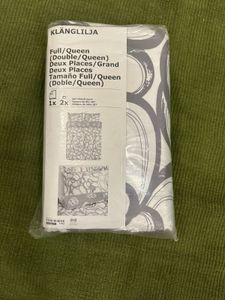 KLÄNGLILJA
Full/Queen
(Double/Queen)
Deux Places/Grand
Deux Places
Tamaño Full/Queen
(Doble/Queen)
1x 2x